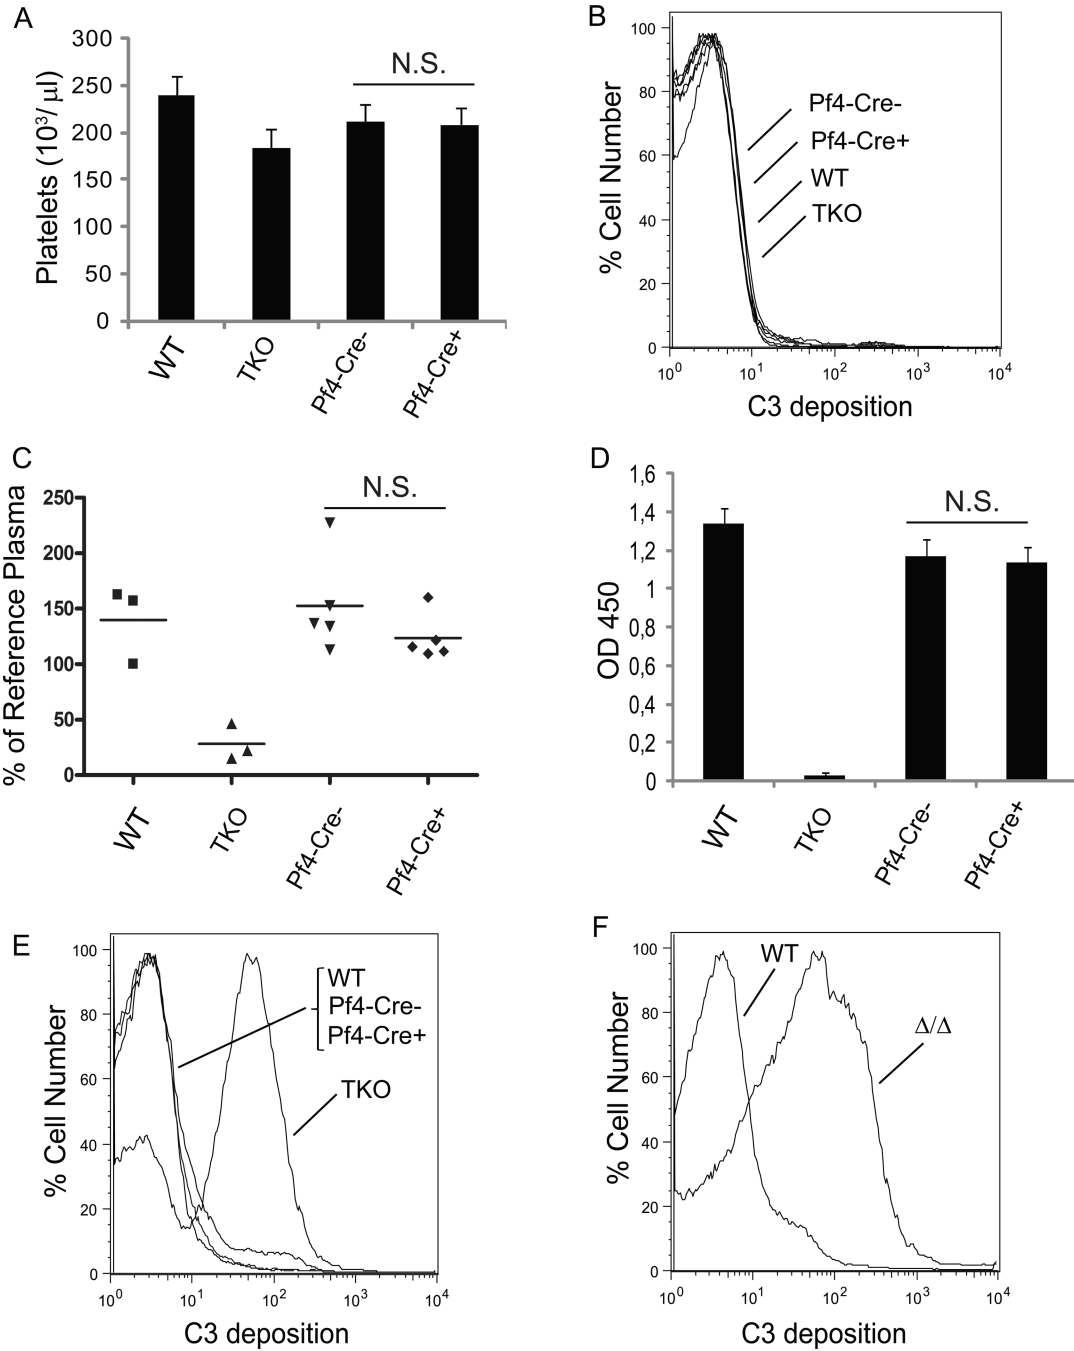 A
Platelets (10³/ µl)
300
250
200
150
100
50
0
N.S.
WT
TKO
Pf4-Cre-
Pf4-Cre+
B
% Cell Number
100
80
60
40
20
0
Pf4-Cre-
Pf4-Cre+
WT
TKO
10⁰ 10¹ 10² 10³ 10⁴
C3 deposition
C
% of Reference Plasma
250
200
150
100
50
0
N.S.
WT
TKO
Pf4-Cre-
Pf4-Cre+
D
OD 450
1,6
1,4
1,2
1
0,8
0,6
0,4
0,2
0
N.S.
WT
TKO
Pf4-Cre-
Pf4-Cre+
E
% Cell Number
100
80
60
40
20
0
WT
Pf4-Cre-
Pf4-Cre+
TKO
10⁰ 10¹ 10² 10³ 10⁴
C3 deposition
F
% Cell Number
100
80
60
40
20
0
WT
Δ/Δ
10⁰ 10¹ 10² 10³ 10⁴
C3 deposition